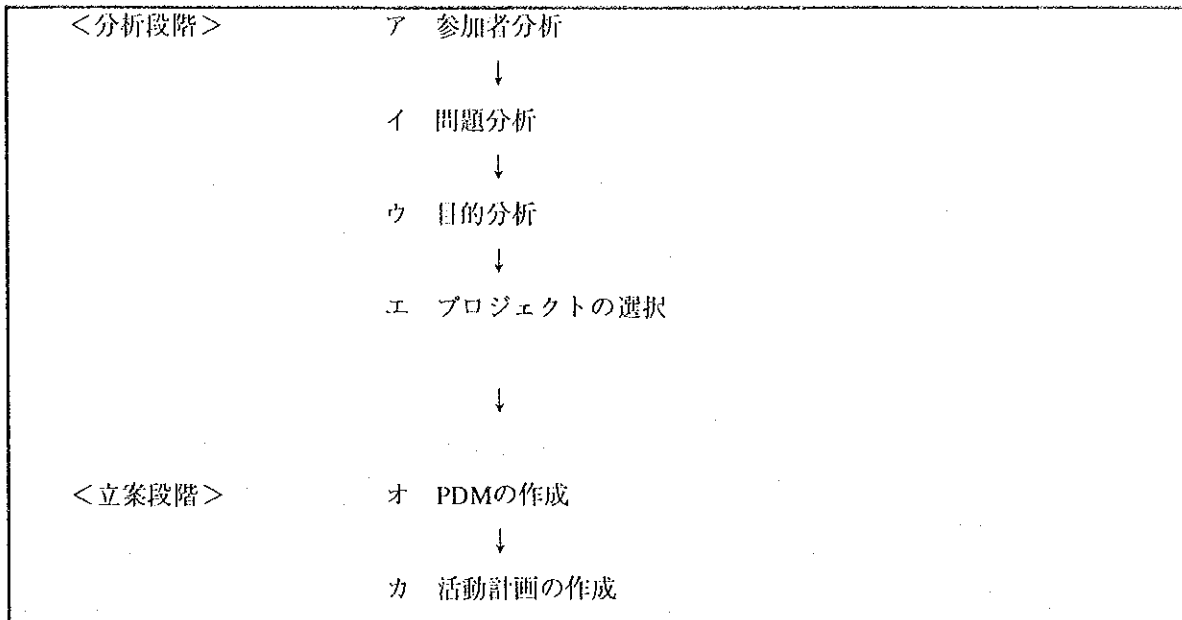 <分析段階> ア 参加者分析
↓
イ 問題分析
↓
ウ 目的分析
↓
エ プロジェクトの選択
↓
<立案段階> オ PDMの作成
↓
カ 活動計画の作成